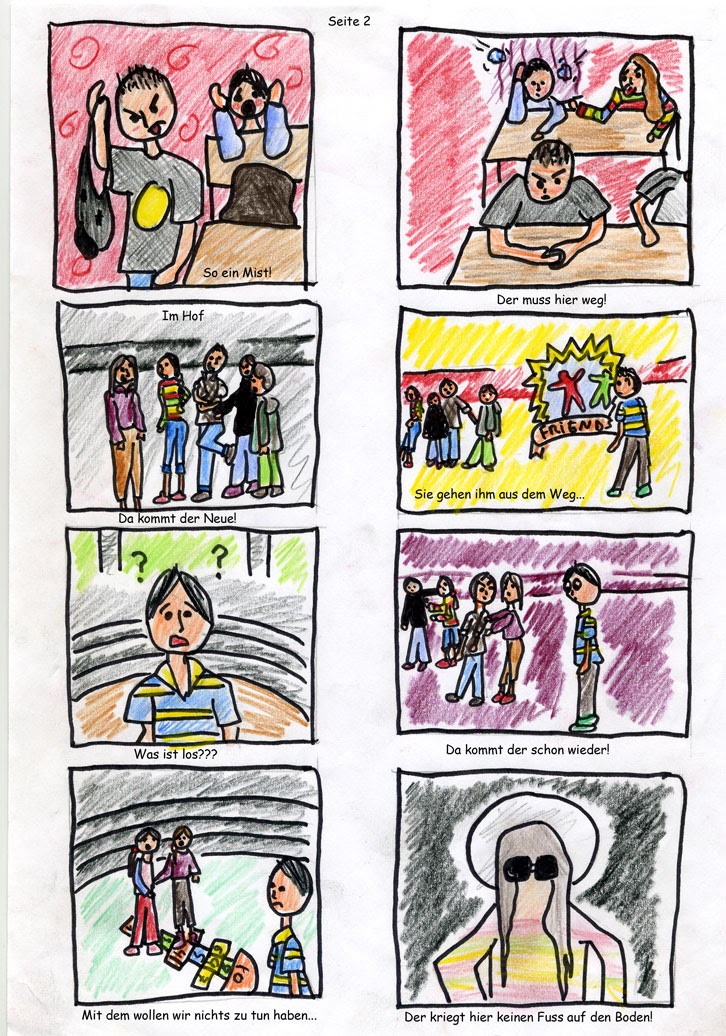 Seite 2
So ein Mist!
Der muss hier weg!
Im Hof
Da kommt der Neue!
FRIENDS
Sie gehen ihm aus dem Weg...
? ?
Was ist los???
Da kommt der schon wieder!
10
Mit dem wollen wir nichts zu tun haben...
Der kriegt hier keinen Fuss auf den Boden!